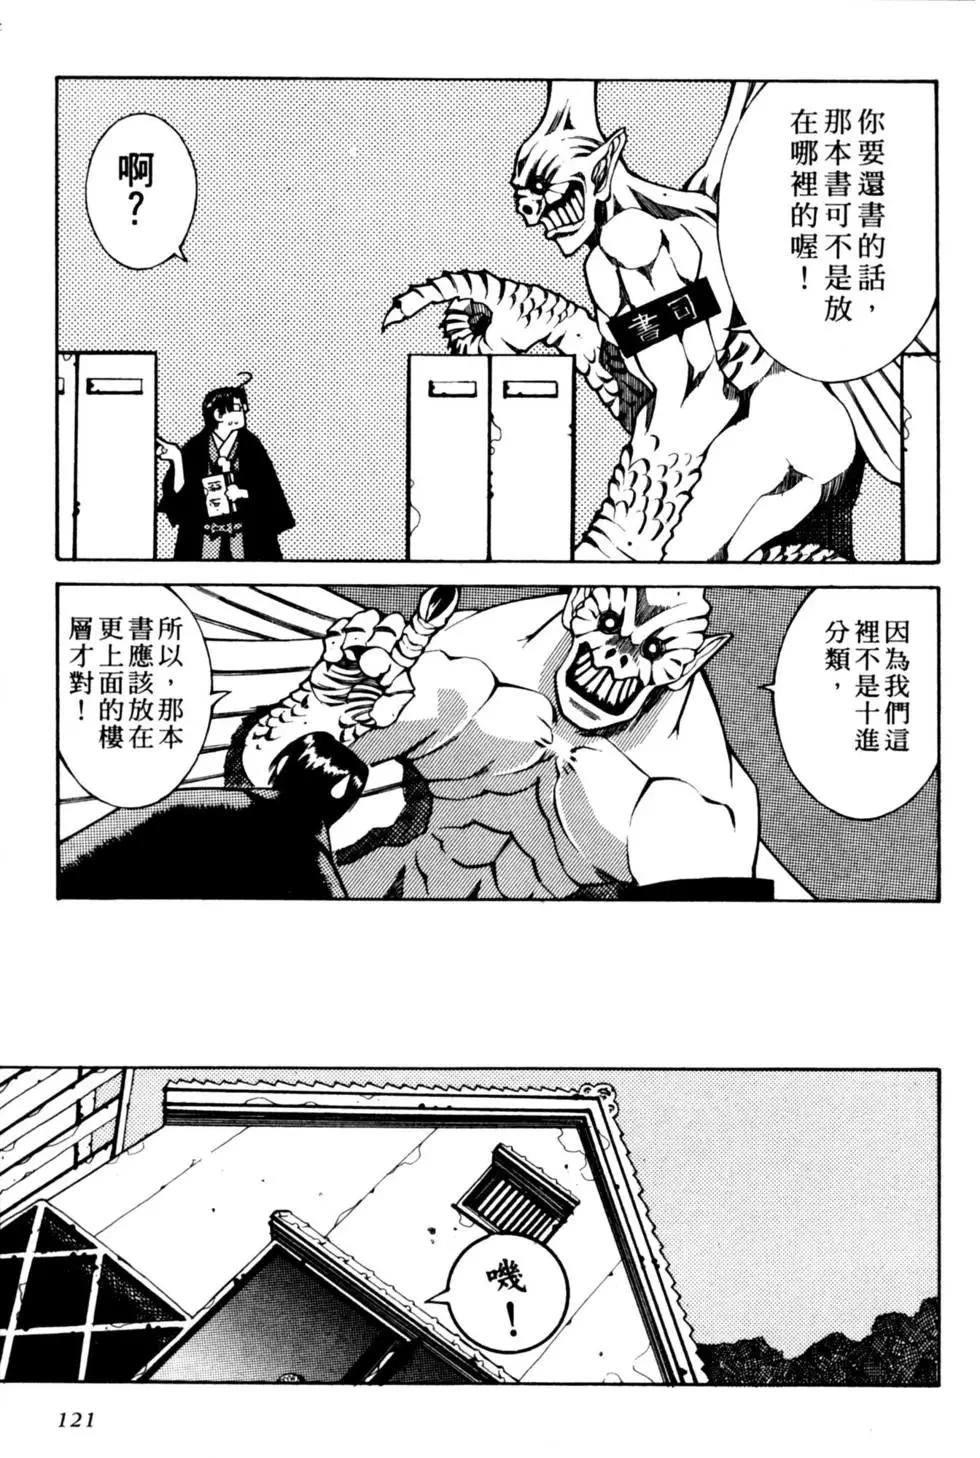 你要還書的話，
那本書可不是放
在哪裡的喔！
書司
啊？
因為我們這
裡不是十進
分類，
所以，那本
書應該放在
更上面的樓
層才對！
嘰！
121